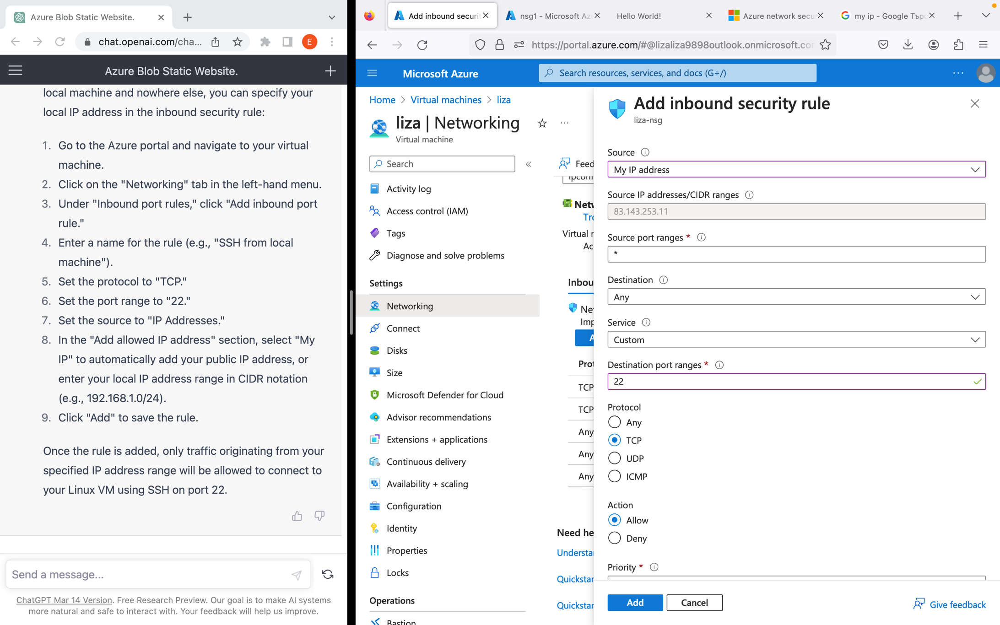 Azure Blob Static Website.
chat.openai.com/cha...
E
Azure Blob Static Website.
local machine and nowhere else, you can specify your
local IP address in the inbound security rule:
1. Go to the Azure portal and navigate to your virtual
machine.
2. Click on the "Networking" tab in the left-hand menu.
3. Under "Inbound port rules," click "Add inbound port
rule."
4. Enter a name for the rule (e.g., "SSH from local
machine").
5. Set the protocol to "TCP."
6. Set the port range to "22."
7. Set the source to "IP Addresses."
8. In the "Add allowed IP address" section, select "My
IP" to automatically add your public IP address, or
enter your local IP address range in CIDR notation
(e.g., 192.168.1.0/24).
9. Click "Add" to save the rule.
Once the rule is added, only traffic originating from your
specified IP address range will be allowed to connect to
your Linux VM using SSH on port 22.
Send a message...
ChatGPT Mar 14 Version. Free Research Preview. Our goal is to make AI systems
more natural and safe to interact with. Your feedback will help us improve.
Add inbound securit
nsg1 - Microsoft Az
Hello World!
Azure network secu
my ip - Google Търс
https://portal.azure.com/#@lizaliza9898outlook.onmicrosoft.com
Microsoft Azure
Search resources, services, and docs (G+/)
Home > Virtual machines > liza
liza | Networking
Virtual machine
Search
Activity log
Access control (IAM)
Tags
Diagnose and solve problems
Settings
Networking
Connect
Disks
Size
Microsoft Defender for Cloud
Advisor recommendations
Extensions + applications
Continuous delivery
Availability + scaling
Configuration
Identity
Properties
Locks
Operations
Bastion
Feed
ipconf
Netw
Tro
Virtual
Ac
Inbou
Net
Imp
A
Prot
TCP
TCP
Any
Any
Any
Need he
Understa
Quickstar
Quickstar
Add inbound security rule
liza-nsg
Source
My IP address
Source IP addresses/CIDR ranges
83.143.253.11
Source port ranges *
*
Destination
Any
Service
Custom
Destination port ranges *
22
Protocol
Any
TCP
UDP
ICMP
Action
Allow
Deny
Priority *
Add
Cancel
Give feedback